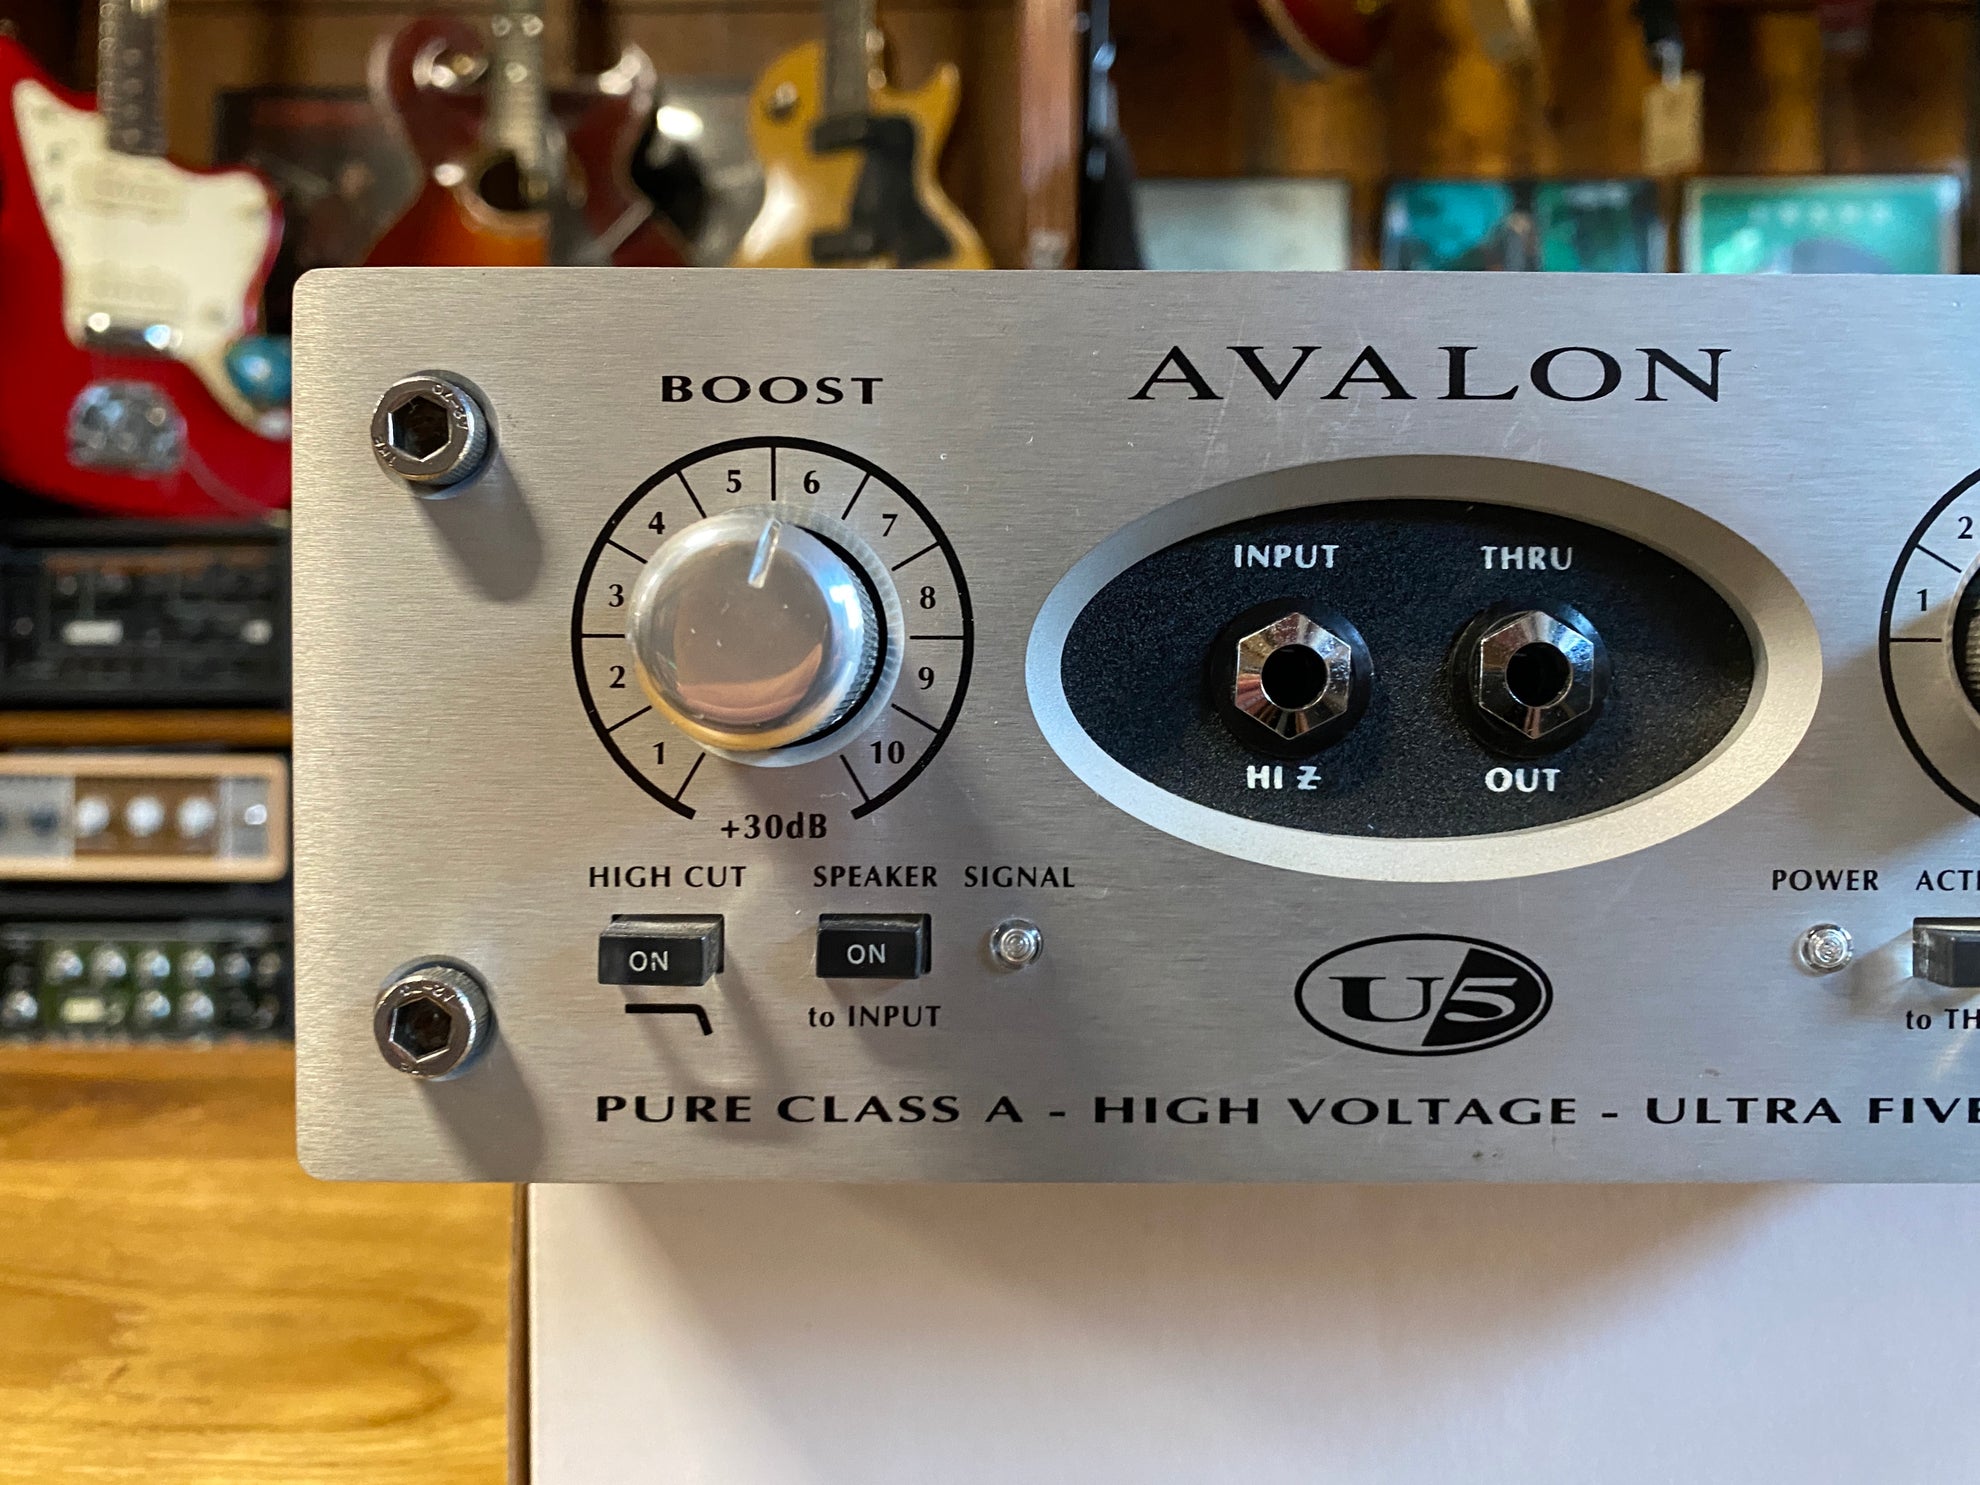 BOOST
AVALON
5 6
4 7
3 8
2 9
1 10
+30dB
INPUT THRU
HI Z OUT
2
1
HIGH CUT SPEAKER SIGNAL
POWER
ON ON
to INPUT
to
U5
PURE CLASS A - HIGH VOLTAGE - ULTRA FIVE